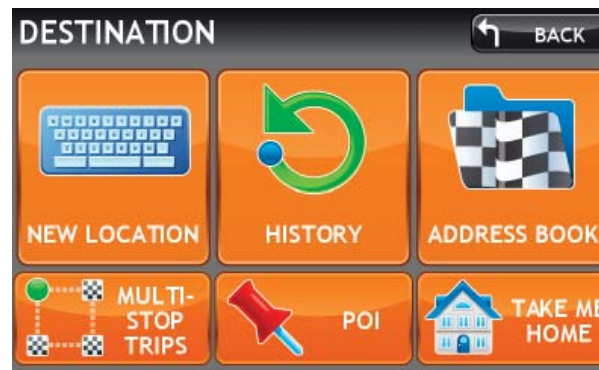 DESTINATION
BACK
NEW LOCATION
HISTORY
ADDRESS BOOK
MULTI-
STOP
TRIPS
POI
TAKE ME
HOME